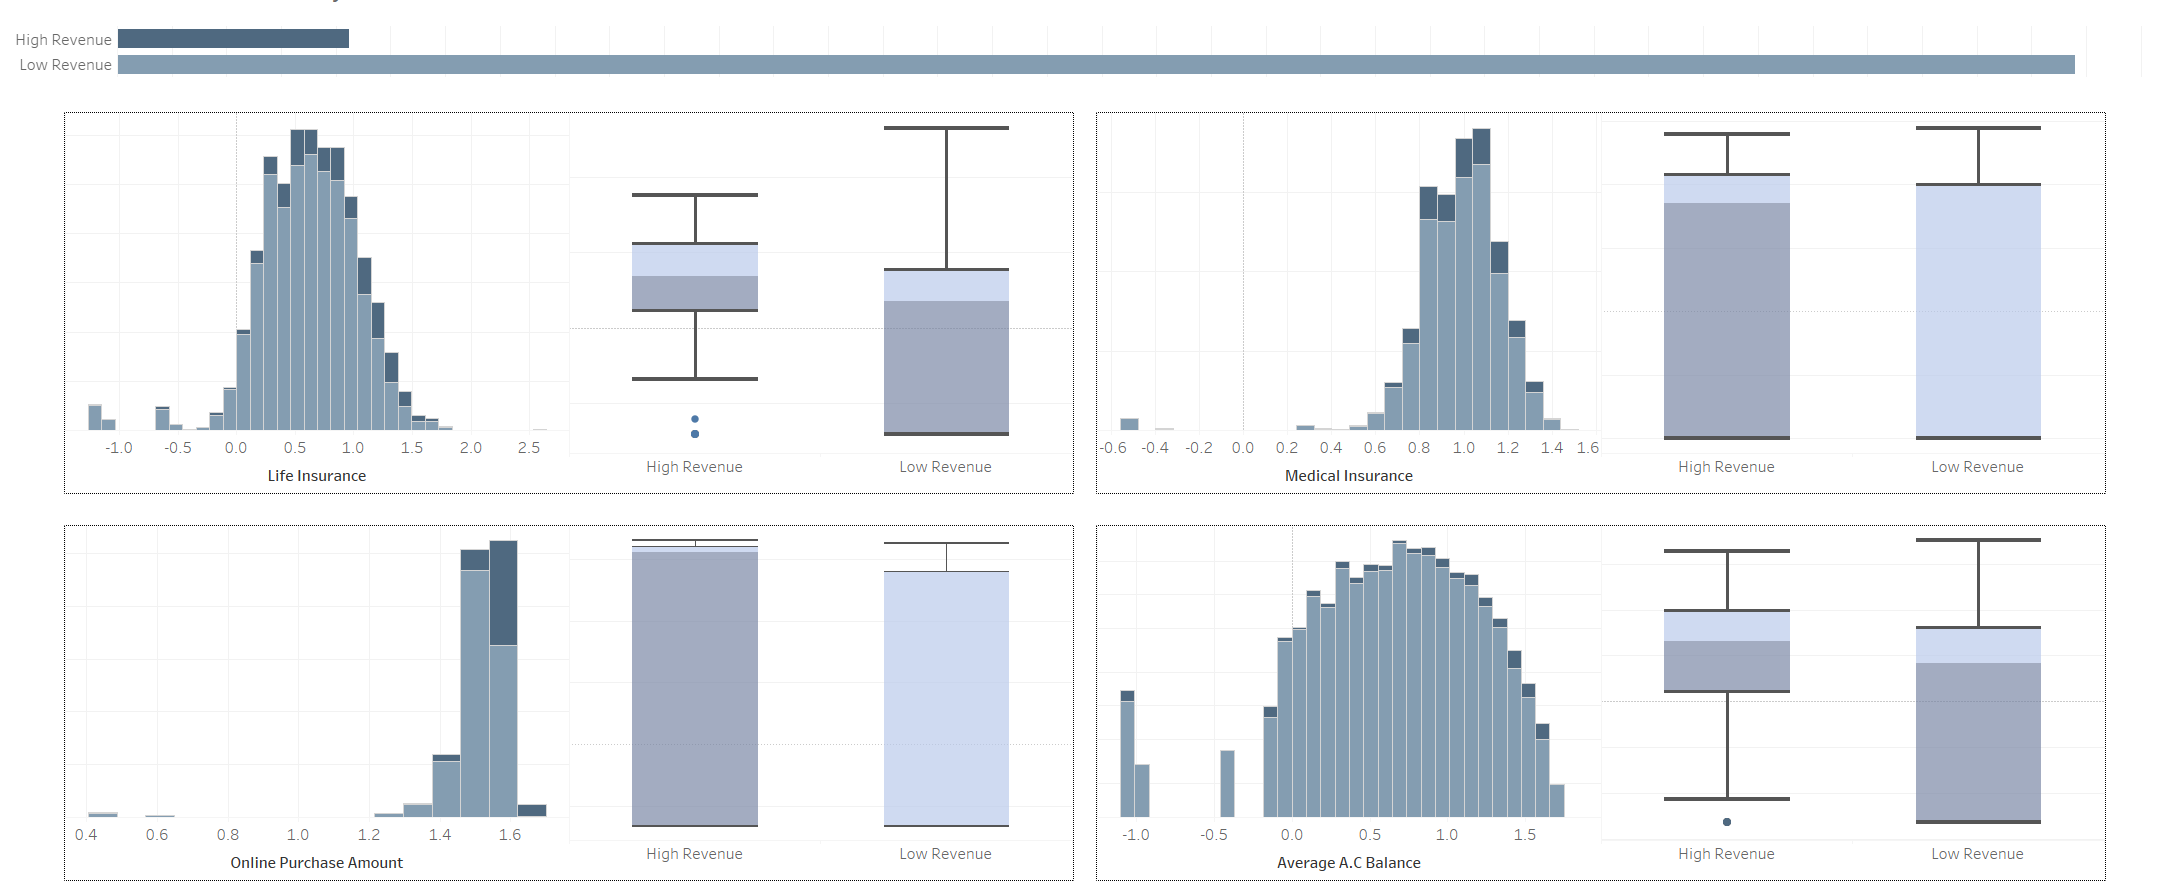 High Revenue
Low Revenue
-1.0 -0.5 0.0 0.5 1.0 1.5 2.0 2.5
Life Insurance
High Revenue Low Revenue
-0.6 -0.4 -0.2 0.0 0.2 0.4 0.6 0.8 1.0 1.2 1.4 1.6
Medical Insurance
High Revenue Low Revenue
0.4 0.6 0.8 1.0 1.2 1.4 1.6
Online Purchase Amount
High Revenue Low Revenue
-1.0 -0.5 0.0 0.5 1.0 1.5
Average A.C Balance
High Revenue Low Revenue